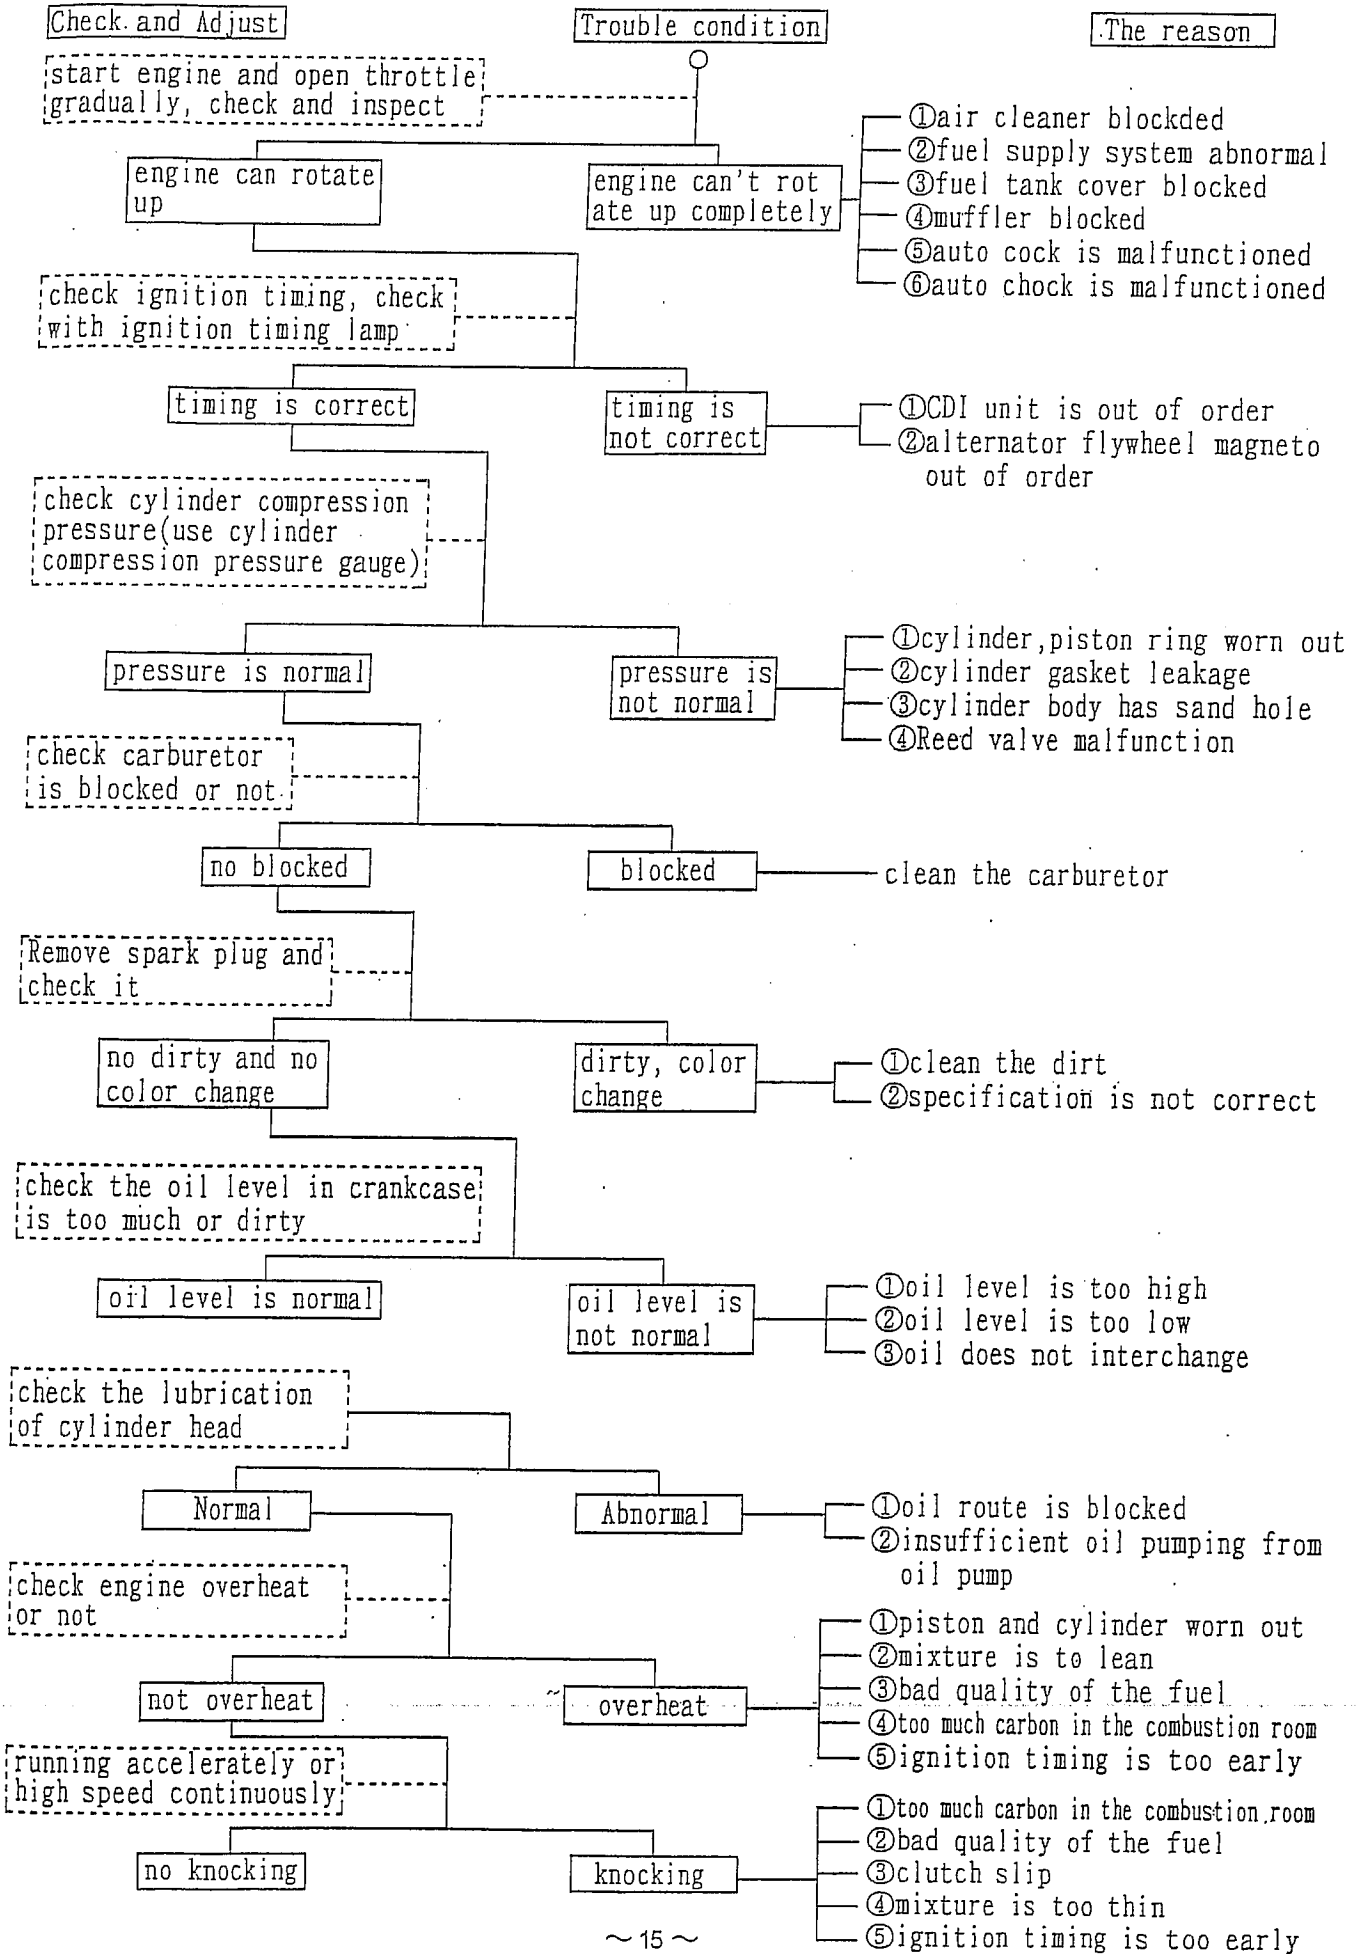 Check and Adjust
Trouble condition
The reason
start engine and open throttle
gradually, check and inspect
①air cleaner blockded
②fuel supply system abnormal
③fuel tank cover blocked
④muffler blocked
⑤auto cock is malfunctioned
⑥auto chock is malfunctioned
engine can rotate
up
engine can't rot
ate up completely
check ignition timing, check
with ignition timing lamp
timing is correct
timing is
not correct
①CDI unit is out of order
②alternator flywheel magneto
out of order
check cylinder compression
pressure(use cylinder
compression pressure gauge)
pressure is normal
pressure is
not normal
①cylinder,piston ring worn out
②cylinder gasket leakage
③cylinder body has sand hole
④Reed valve malfunction
check carburetor
is blocked or not
no blocked
blocked
clean the carburetor
Remove spark plug and
check it
no dirty and no
color change
dirty, color
change
①clean the dirt
②specification is not correct
check the oil level in crankcase
is too much or dirty
oil level is normal
oil level is
not normal
①oil level is too high
②oil level is too low
③oil does not interchange
check the lubrication
of cylinder head
Normal
Abnormal
①oil route is blocked
②insufficient oil pumping from
oil pump
check engine overheat
or not
not overheat
overheat
①piston and cylinder worn out
②mixture is to lean
③bad quality of the fuel
④too much carbon in the combustion room
⑤ignition timing is too early
running accelerately or
high speed continuously
no knocking
knocking
①too much carbon in the combustion room
②bad quality of the fuel
③clutch slip
④mixture is too thin
⑤ignition timing is too early
～15～